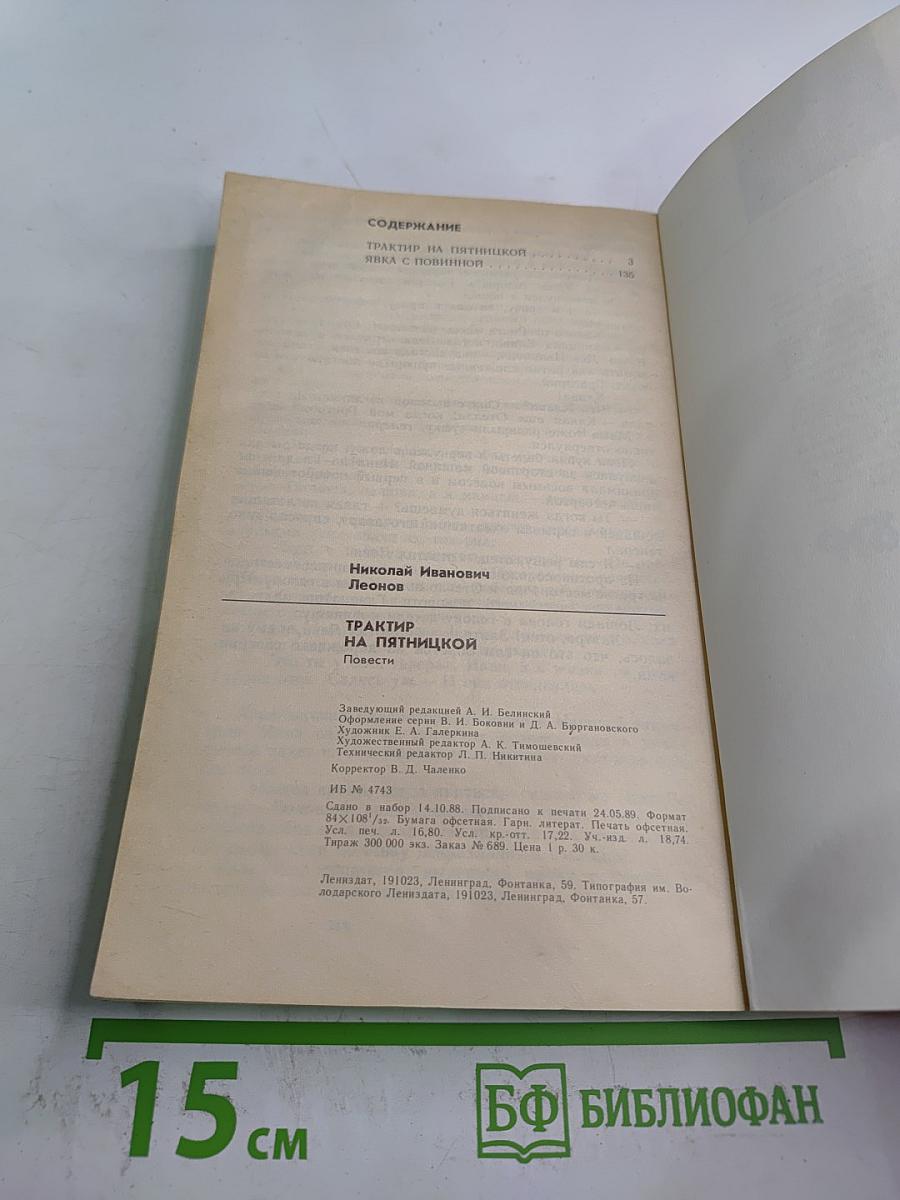 СОДЕРЖАНИЕ
ТРАКТИР НА ПЯТНИЦКОЙ . . . . . . . . . . 3
ЯВКА С ПОВИННОЙ . . . . . . . . . . . . . . . 135
Николай Иванович
Леонов
ТРАКТИР
НА ПЯТНИЦКОЙ
Повести
Заведующий редакцией А. И. Белинский
Оформление серии В. И. Боковни и Д. А. Бюргановского
Художник Е. А. Галеркина
Художественный редактор А. К. Тимошевский
Технический редактор Л. П. Никитина
Корректор В. Д. Чаленко
ИБ № 4743
Сдано в набор 14.10.88. Подписано к печати 24.05.89. Формат
84×108¹/₃₂. Бумага офсетная. Гарн. литерат. Печать офсетная.
Усл. печ. л. 16,80. Усл. кр.-отт. 17,22. Уч.-изд. л. 18,74.
Тираж 300 000 экз. Заказ № 689. Цена 1 р. 30 к.
Лениздат, 191023, Ленинград, Фонтанка, 59. Типография им. Во-
лодарского Лениздата, 191023, Ленинград, Фонтанка, 57.
15 см
БФ БИБЛИОФАН